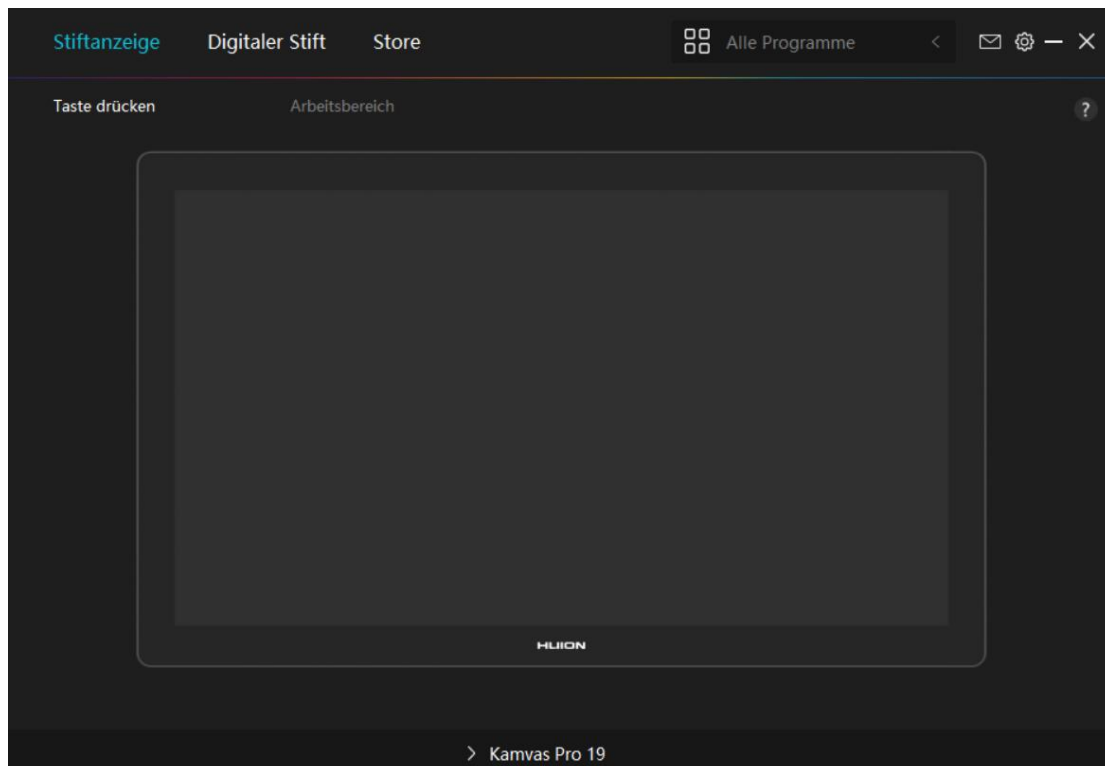 Stiftanzeige Digitaler Stift Store Alle Programme
Taste drücken Arbeitsbereich ?
HUION
Kamvas Pro 19